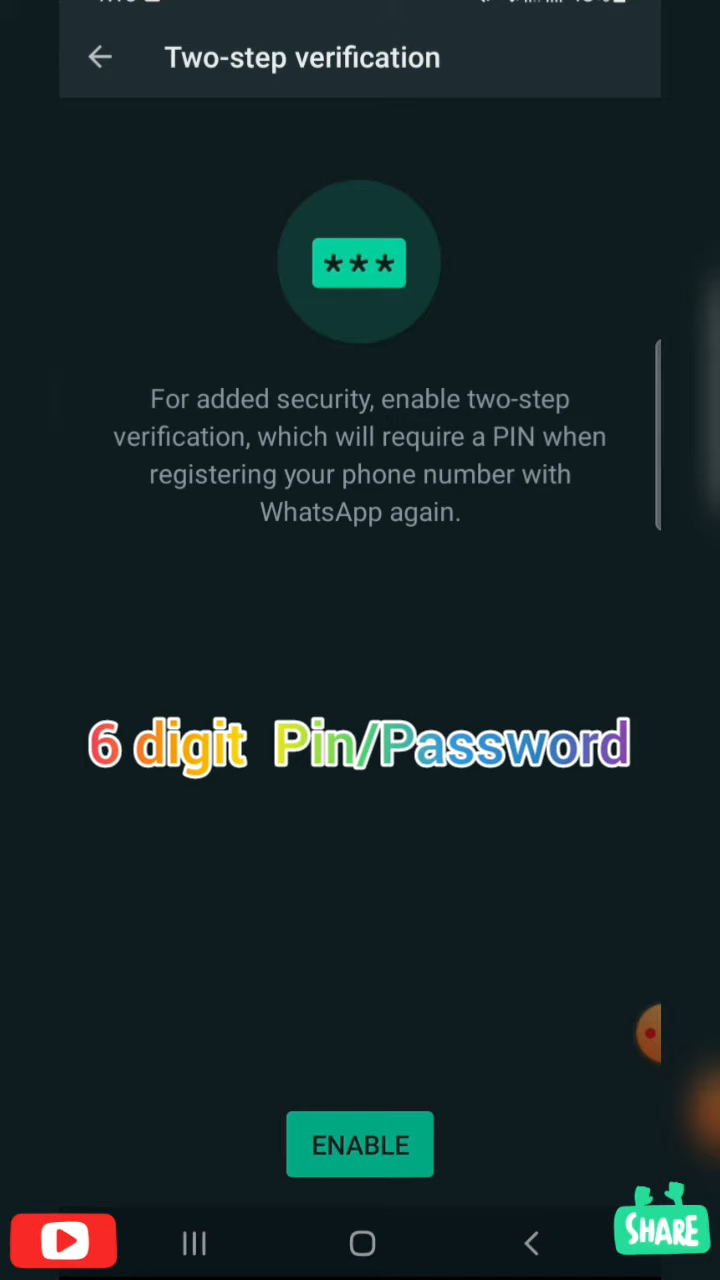 Two-step verification
***
For added security, enable two-step
verification, which will require a PIN when
registering your phone number with
WhatsApp again.
6 digit Pin/Password
ENABLE
SHARE